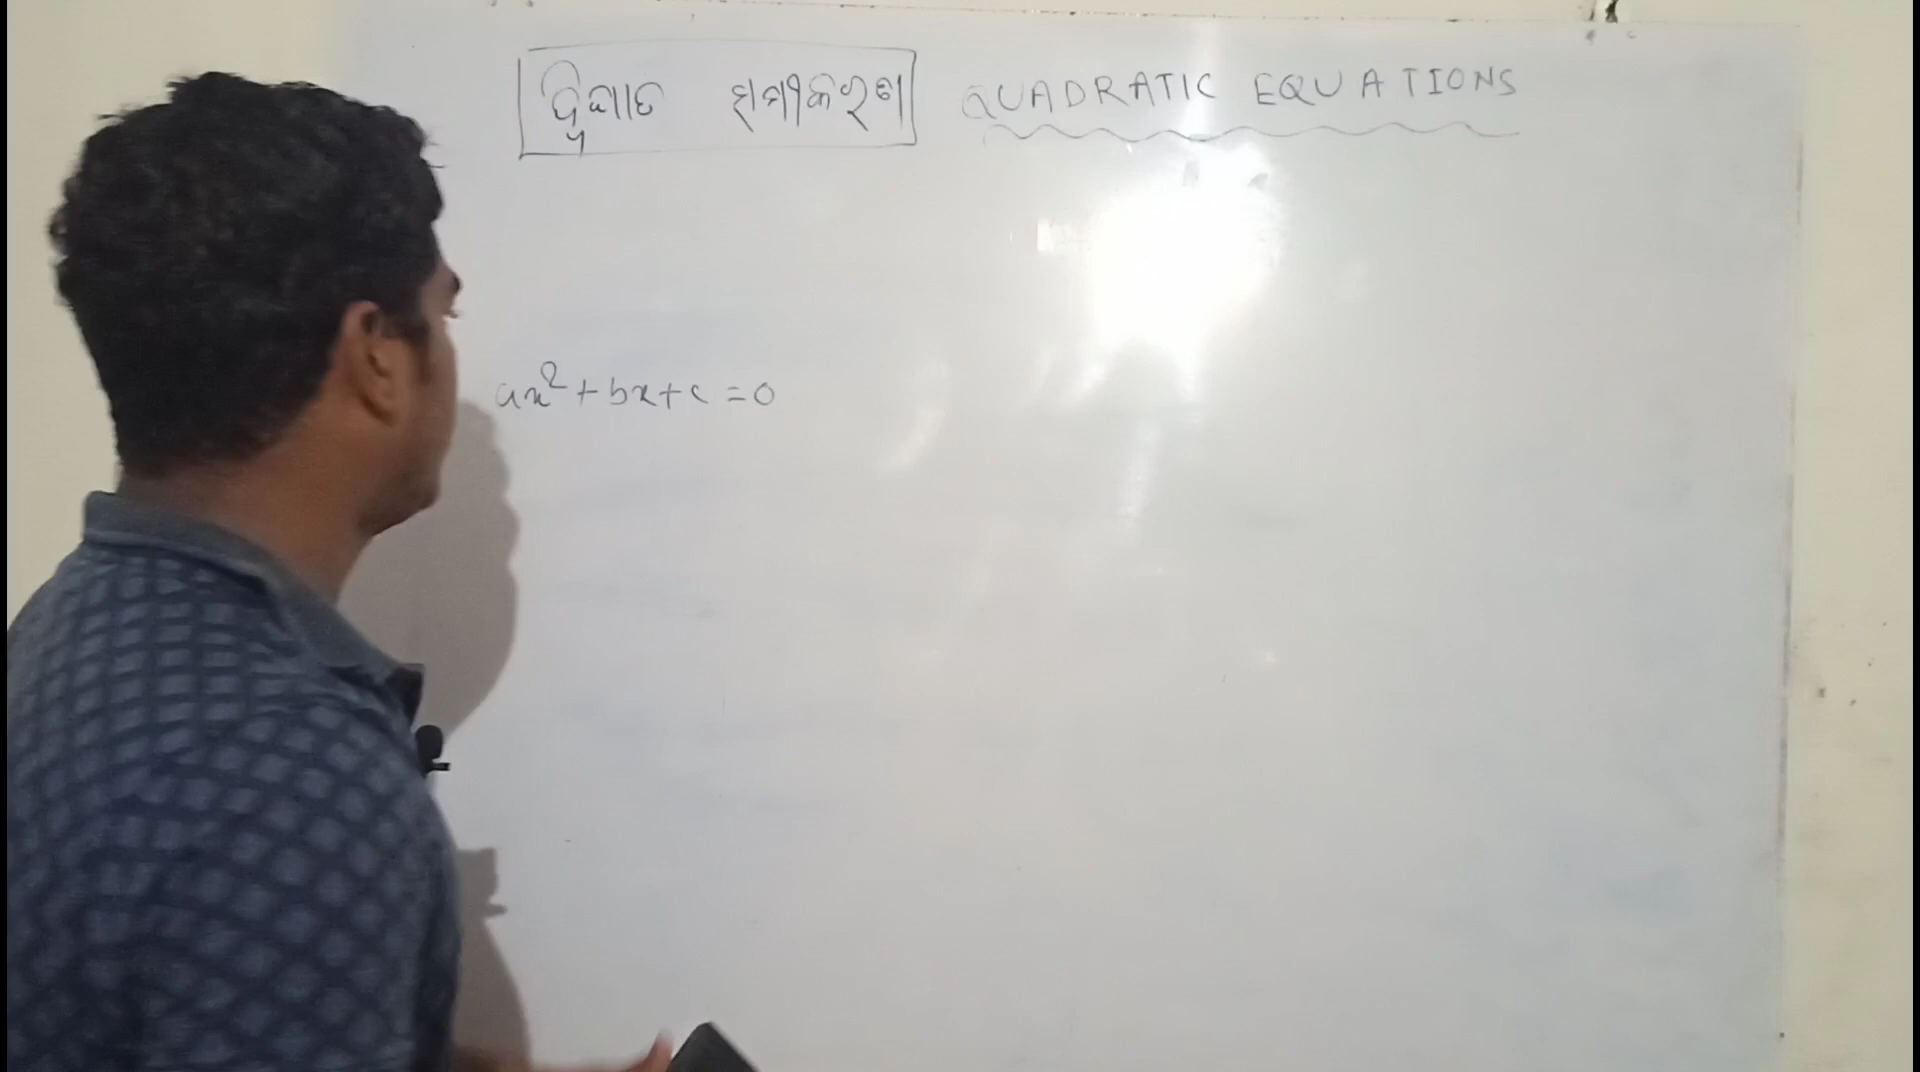 ଦ୍ୱିଘାତ ସମୀକରଣ QUADRATIC EQUATIONS
ax² + bx + c = 0